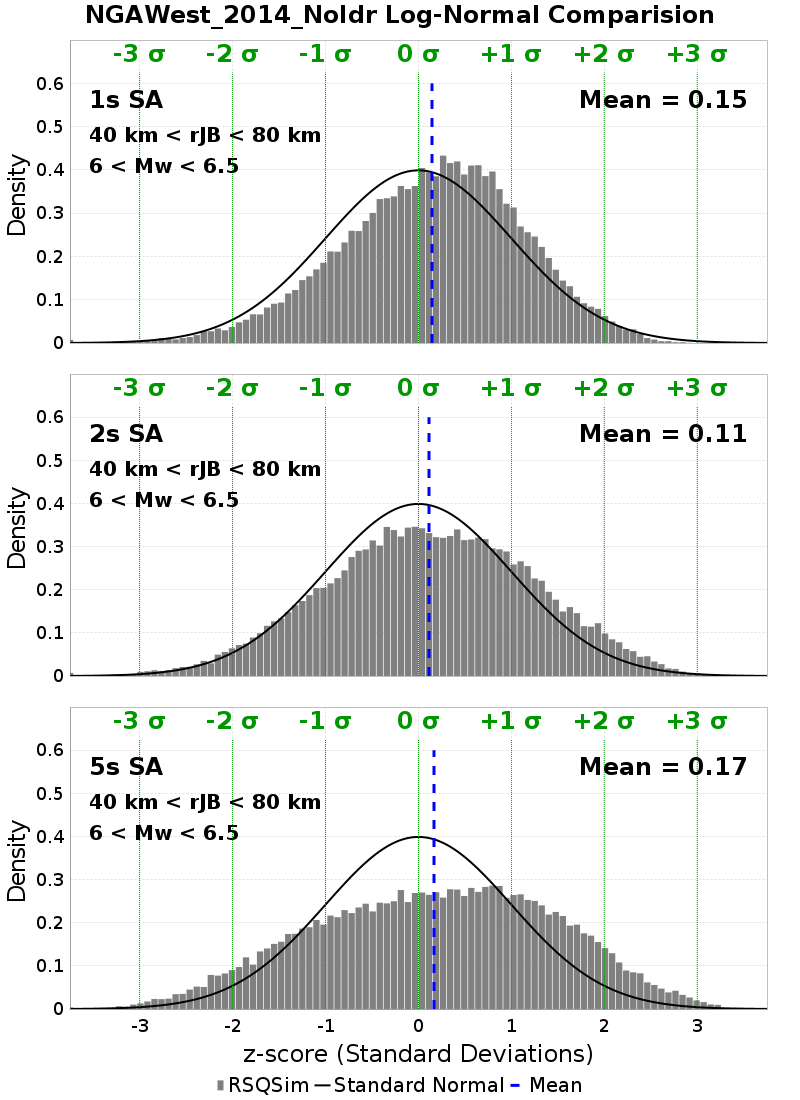 NGAWest_2014_NoIdr Log-Normal Comparision
-3 σ -2 σ -1 σ 0 σ +1 σ +2 σ +3 σ
1s SA Mean = 0.15
40 km < rJB < 80 km
6 < Mw < 6.5
0.6
0.5
0.4
0.3
0.2
0.1
0
Density
-3 σ -2 σ -1 σ 0 σ +1 σ +2 σ +3 σ
2s SA Mean = 0.11
40 km < rJB < 80 km
6 < Mw < 6.5
0.6
0.5
0.4
0.3
0.2
0.1
0
Density
-3 σ -2 σ -1 σ 0 σ +1 σ +2 σ +3 σ
5s SA Mean = 0.17
40 km < rJB < 80 km
6 < Mw < 6.5
0.6
0.5
0.4
0.3
0.2
0.1
0
Density
-3 -2 -1 0 1 2 3
z-score (Standard Deviations)
RSQSim Standard Normal Mean